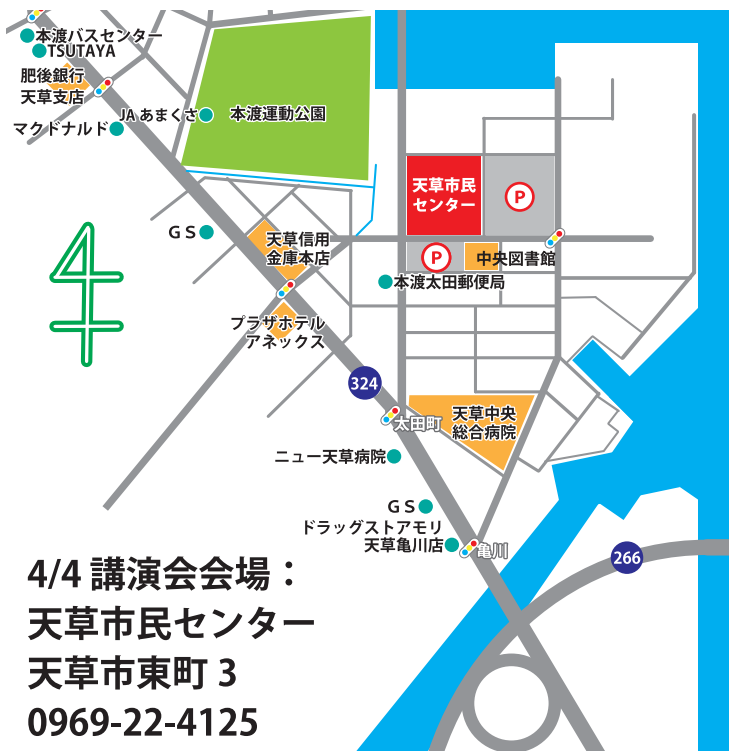 本渡バスセンター
TSUTAYA
肥後銀行
天草支店
マクドナルド
JA あまくさ
本渡運動公園
天草市民
センター
P
GS
天草信用
金庫本店
P
中央図書館
本渡太田郵便局
プラザホテル
アネックス
324
太田町
天草中央
総合病院
ニュー天草病院
GS
ドラッグストアモリ
天草亀川店
亀川
266
4/4 講演会会場：
天草市民センター
天草市東町 3
0969-22-4125